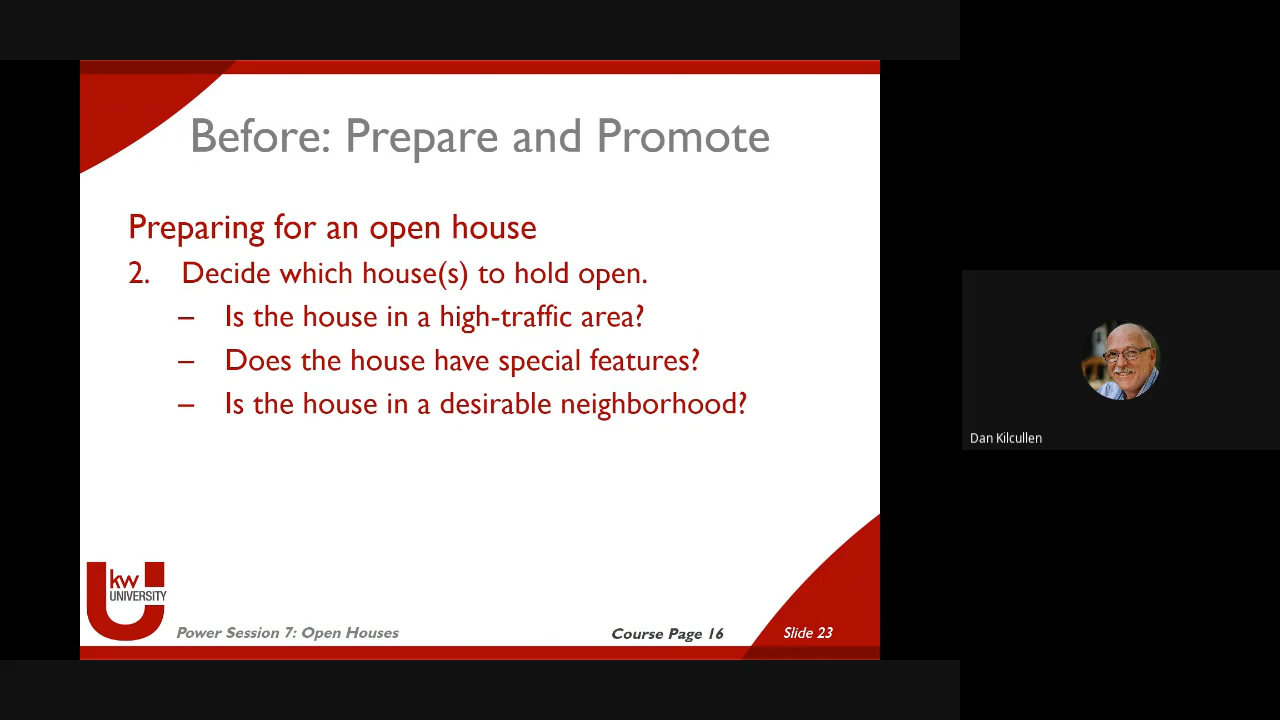 Before: Prepare and Promote
Preparing for an open house
2. Decide which house(s) to hold open.
– Is the house in a high-traffic area?
– Does the house have special features?
– Is the house in a desirable neighborhood?
kw
UNIVERSITY
Power Session 7: Open Houses
Course Page 16
Slide 23
Dan Kilcullen